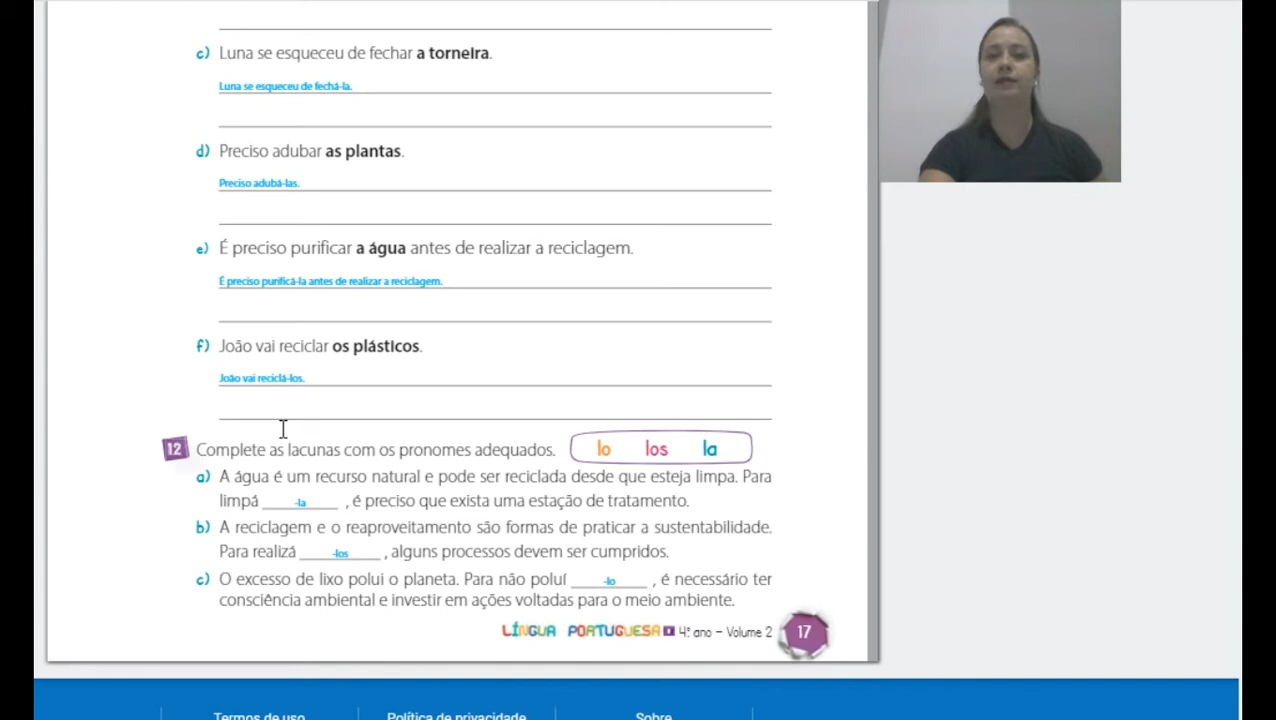 c) Luna se esqueceu de fechar a torneira.
Luna se esqueceu de fechá-la.
d) Preciso adubar as plantas.
Preciso adubá-las.
e) É preciso purificar a água antes de realizar a reciclagem.
É preciso purificá-la antes de realizar a reciclagem.
f) João vai reciclar os plásticos.
João vai reciclá-los.
12 Complete as lacunas com os pronomes adequados. lo los la
a) A água é um recurso natural e pode ser reciclada desde que esteja limpa. Para
limpá -la , é preciso que exista uma estação de tratamento.
b) A reciclagem e o reaproveitamento são formas de praticar a sustentabilidade.
Para realizá -los , alguns processos devem ser cumpridos.
c) O excesso de lixo polui o planeta. Para não poluí -lo , é necessário ter
consciência ambiental e investir em ações voltadas para o meio ambiente.
LÍNGUA PORTUGUESA 4º ano – Volume 2 17
Termos de uso Política de privacidade Sobre